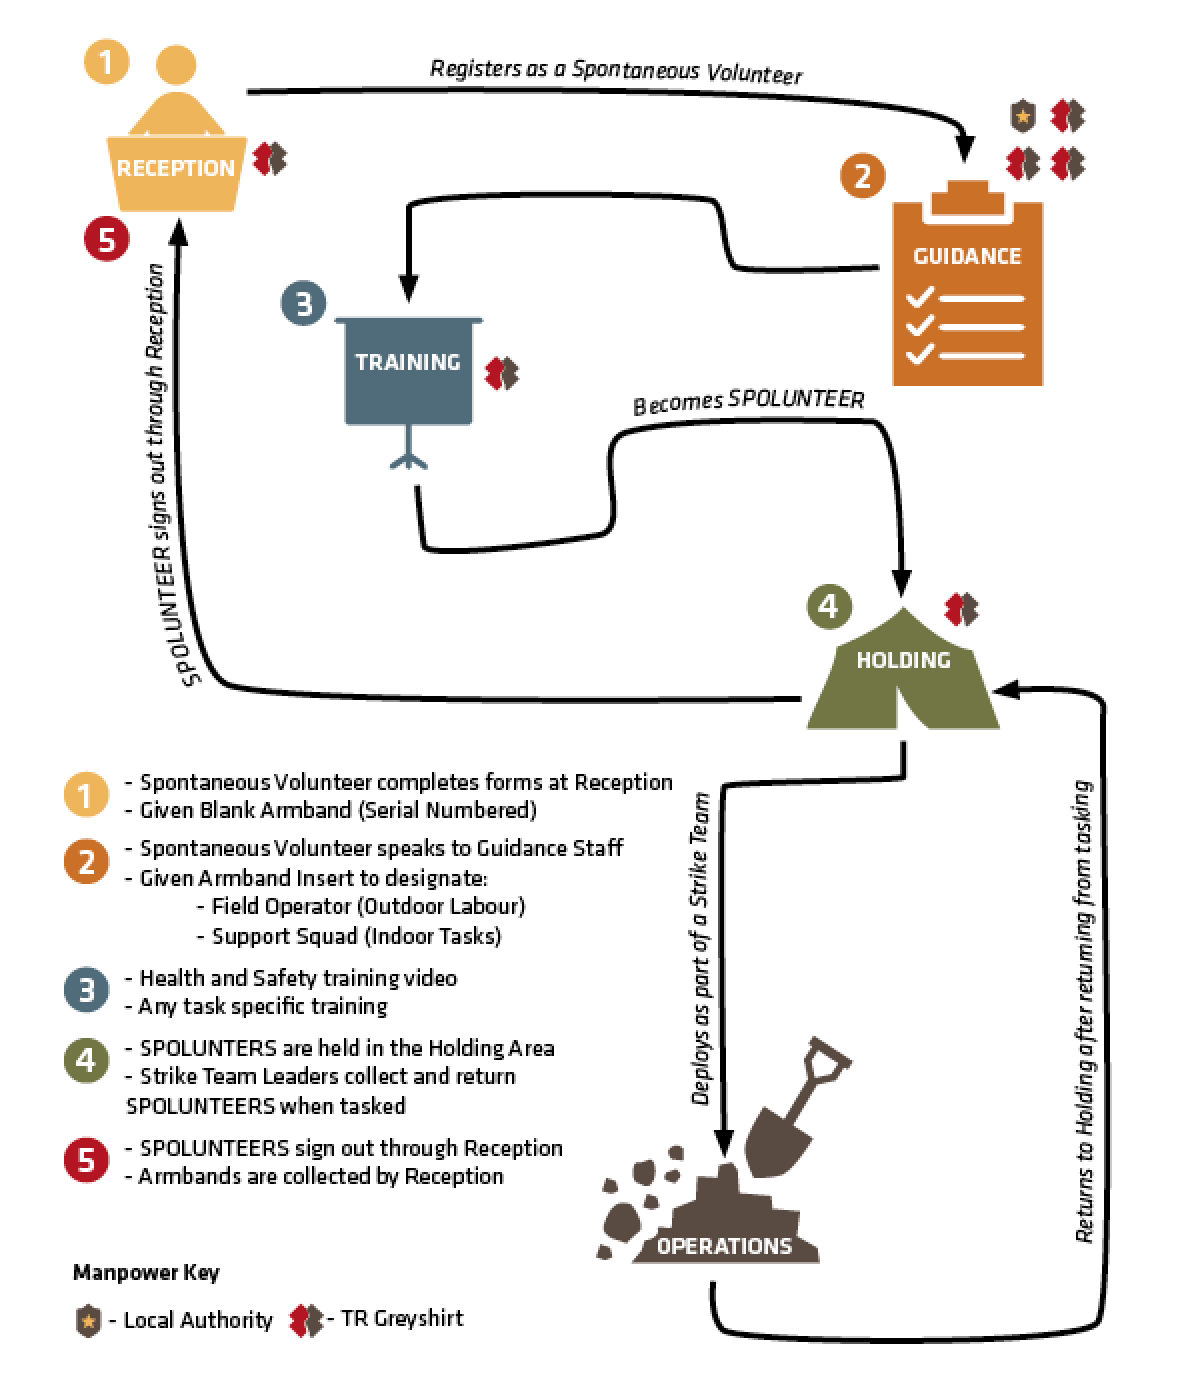 1
Registers as a Spontaneous Volunteer
RECEPTION
2
5
GUIDANCE
3
TRAINING
SPOLUNTEER signs out through Reception
Becomes SPOLUNTEER
4
HOLDING
1
- Spontaneous Volunteer completes forms at Reception
- Given Blank Armband (Serial Numbered)
2
- Spontaneous Volunteer speaks to Guidance Staff
- Given Armband Insert to designate:
- Field Operator (Outdoor Labour)
- Support Squad (Indoor Tasks)
3
- Health and Safety training video
- Any task specific training
4
- SPOLUNTERS are held in the Holding Area
- Strike Team Leaders collect and return
SPOLUNTEERS when tasked
5
- SPOLUNTEERS sign out through Reception
- Armbands are collected by Reception
Deploys as part of a Strike Team
Returns to Holding after returning from tasking
OPERATIONS
Manpower Key
- Local Authority
- TR Greyshirt